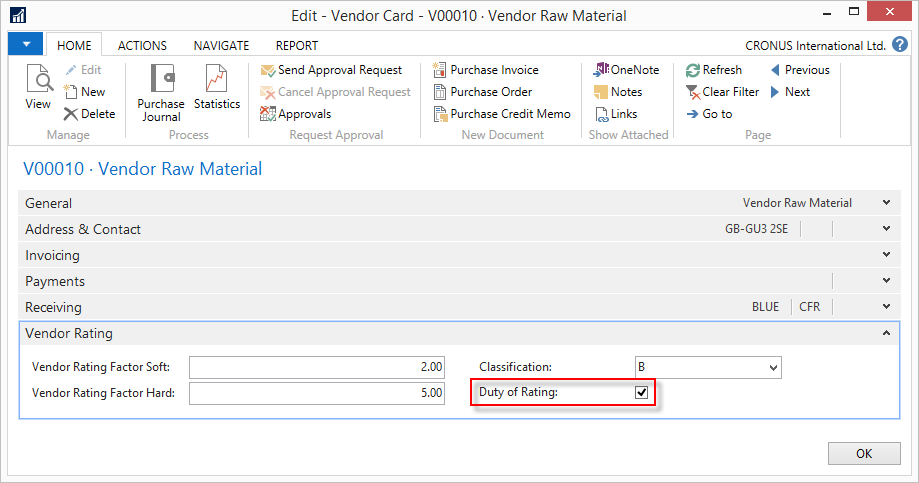 Edit - Vendor Card - V00010 · Vendor Raw Material
HOME ACTIONS NAVIGATE REPORT CRONUS International Ltd. ?
View
Edit
New
Delete
Manage
Purchase Journal
Statistics
Process
Send Approval Request
Cancel Approval Request
Approvals
Request Approval
Purchase Invoice
Purchase Order
Purchase Credit Memo
New Document
OneNote
Notes
Links
Show Attached
Refresh
Clear Filter
Go to
Previous
Next
Page
V00010 · Vendor Raw Material
General Vendor Raw Material
Address & Contact GB-GU3 2SE
Invoicing
Payments
Receiving BLUE CFR
Vendor Rating
Vendor Rating Factor Soft: 2.00 Classification: B
Vendor Rating Factor Hard: 5.00 Duty of Rating:
OK